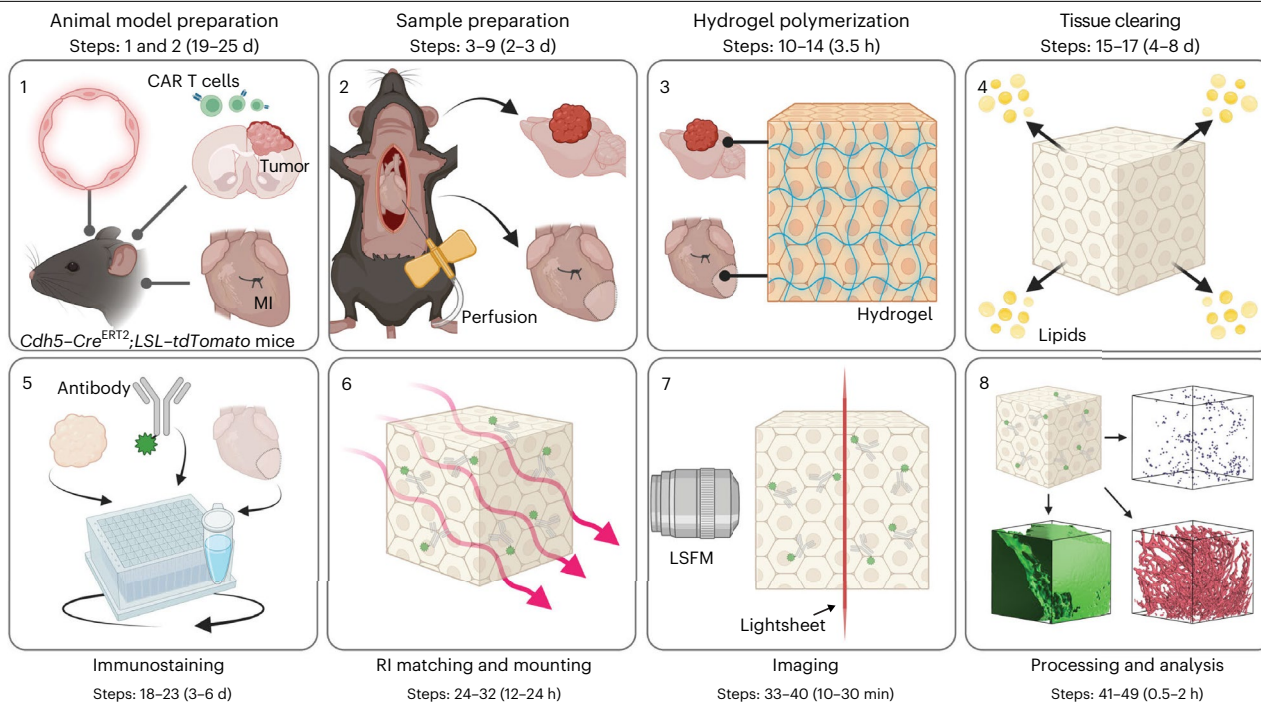 Animal model preparation
Steps: 1 and 2 (19–25 d)
Sample preparation
Steps: 3–9 (2–3 d)
Hydrogel polymerization
Steps: 10–14 (3.5 h)
Tissue clearing
Steps: 15–17 (4–8 d)
1
CAR T cells
Tumor
MI
Cdh5–Cre^ERT2;LSL–tdTomato mice
2
Perfusion
3
Hydrogel
4
Lipids
5
Antibody
6
7
LSFM
Lightsheet
8
Immunostaining
Steps: 18–23 (3–6 d)
RI matching and mounting
Steps: 24–32 (12–24 h)
Imaging
Steps: 33–40 (10–30 min)
Processing and analysis
Steps: 41–49 (0.5–2 h)